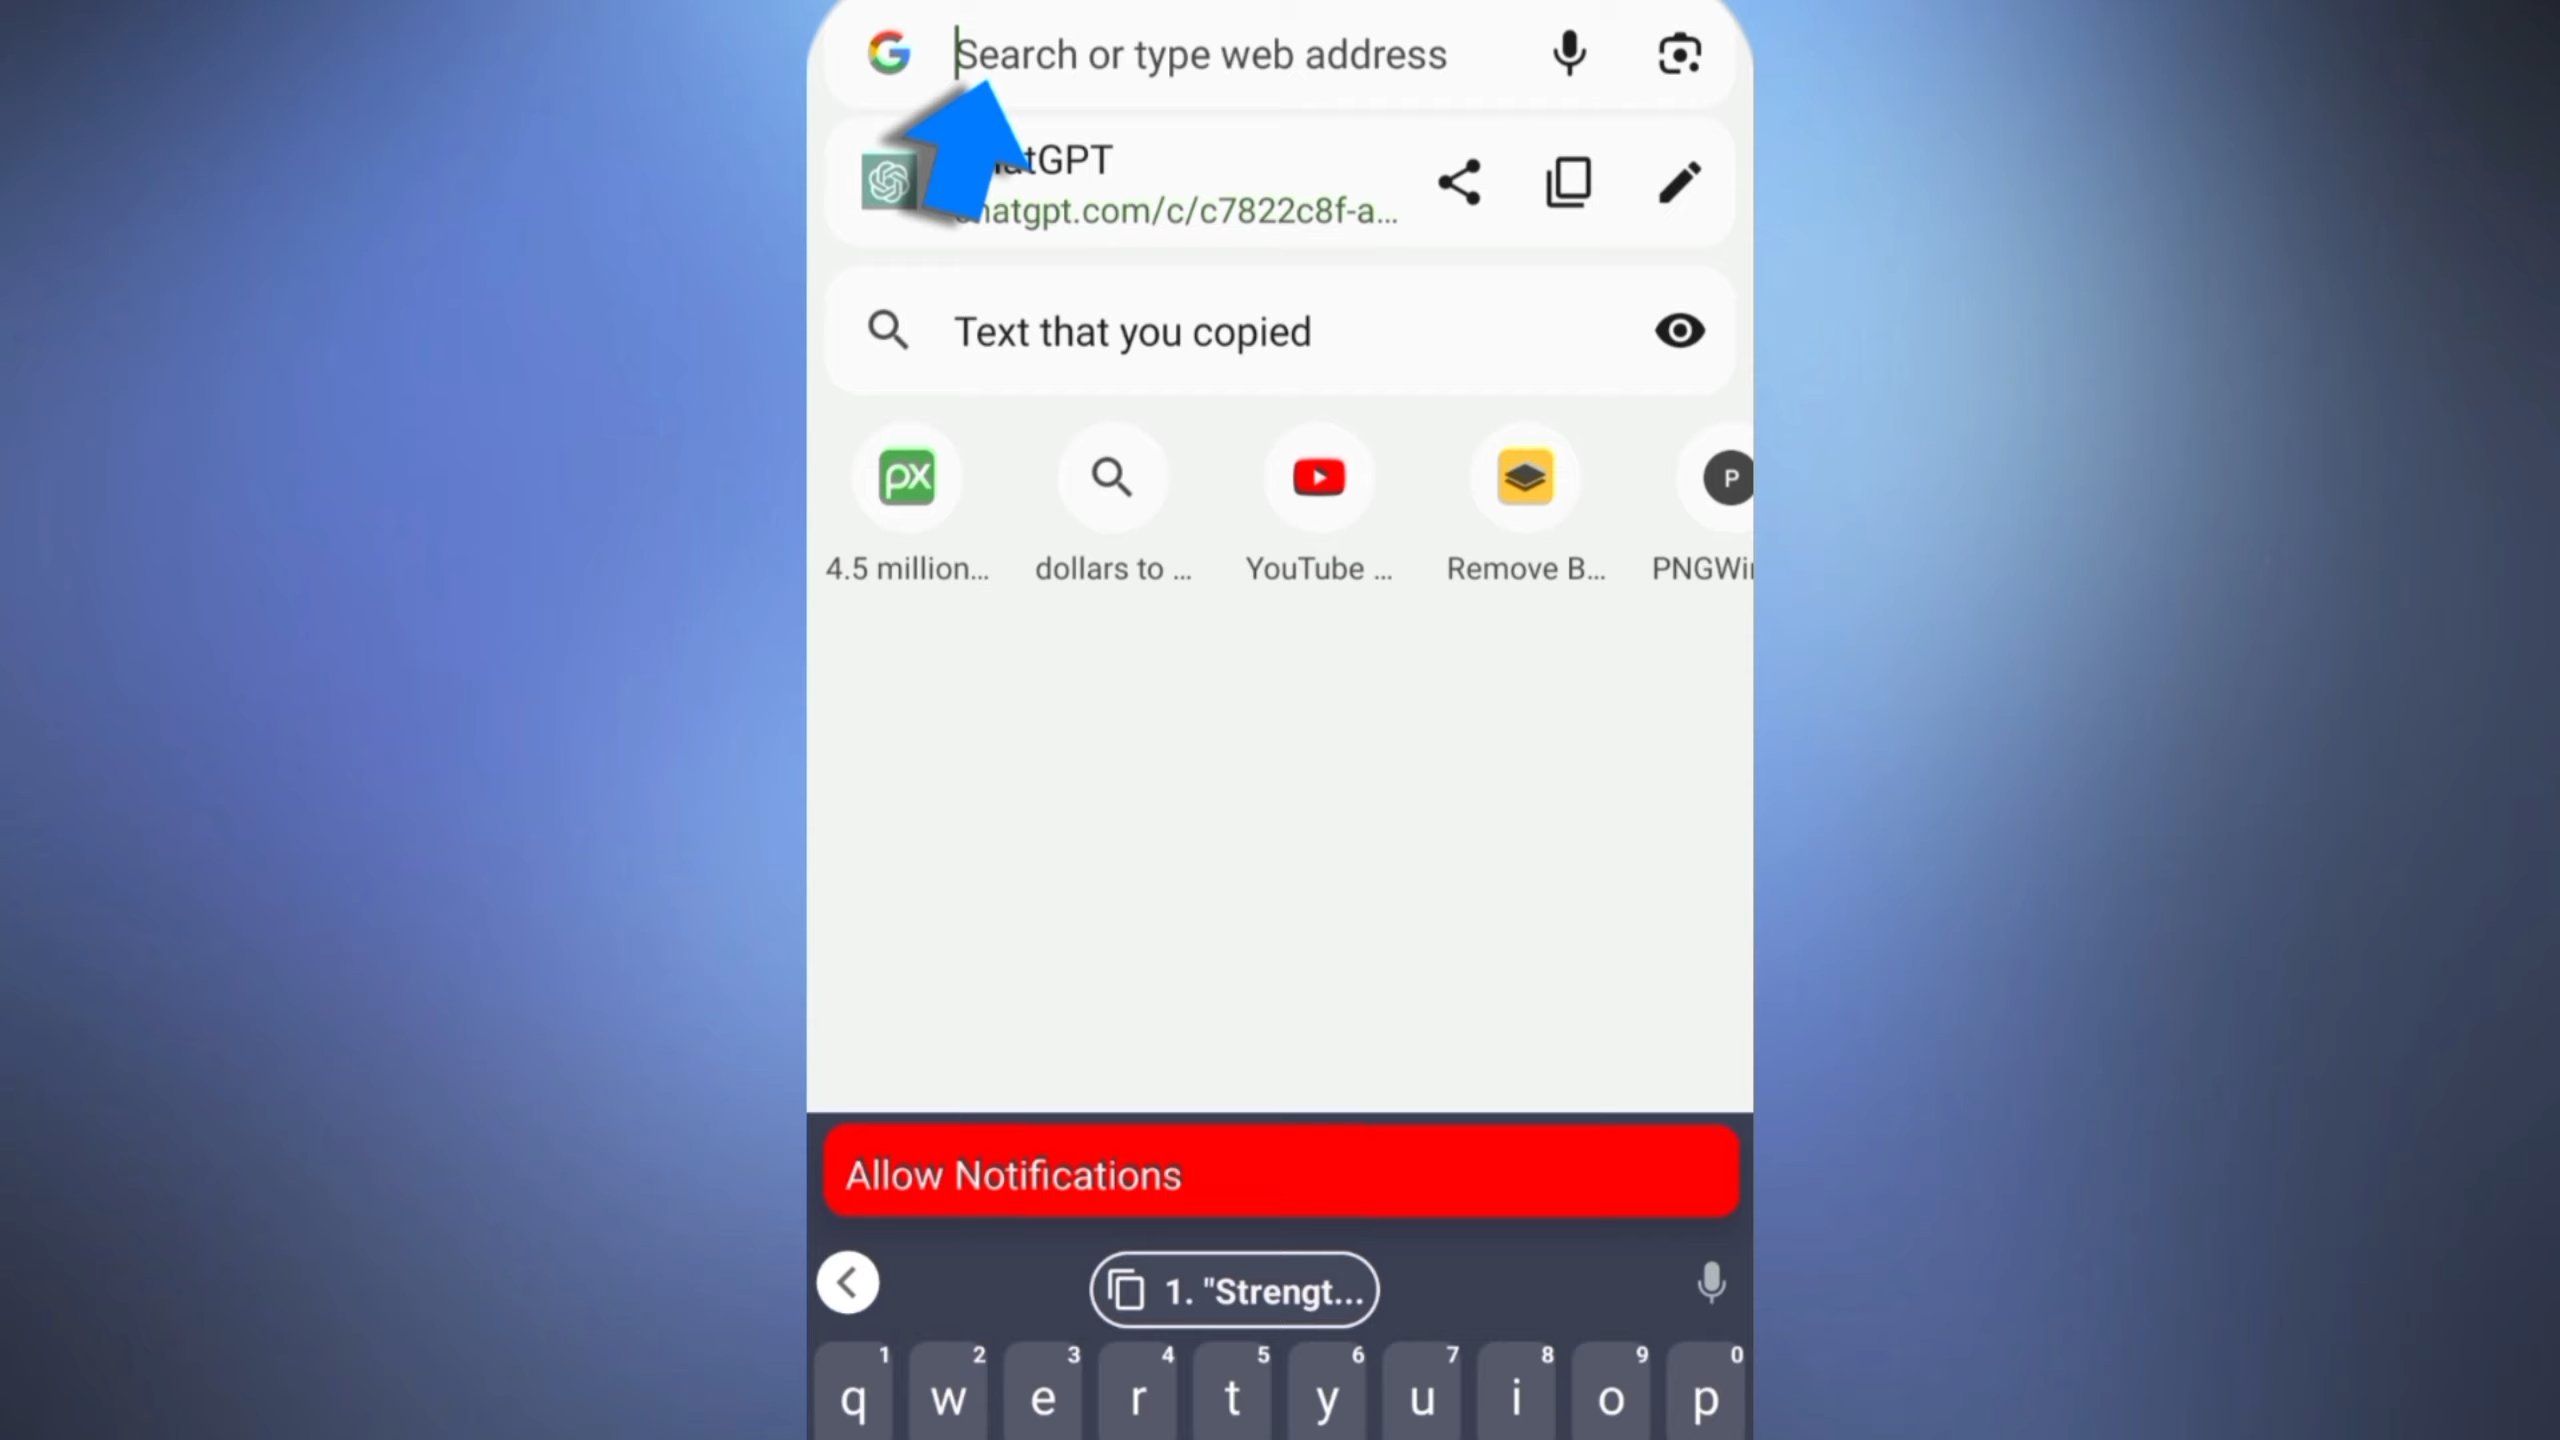 Search or type web address
atGPT
hatgpt.com/c/c7822c8f-a...
Text that you copied
px
P
4.5 million...
dollars to ...
YouTube ...
Remove B...
PNGWi
Allow Notifications
1. "Strengt...
1 2 3 4 5 6 7 8 9 0
q w e r t y u i o p